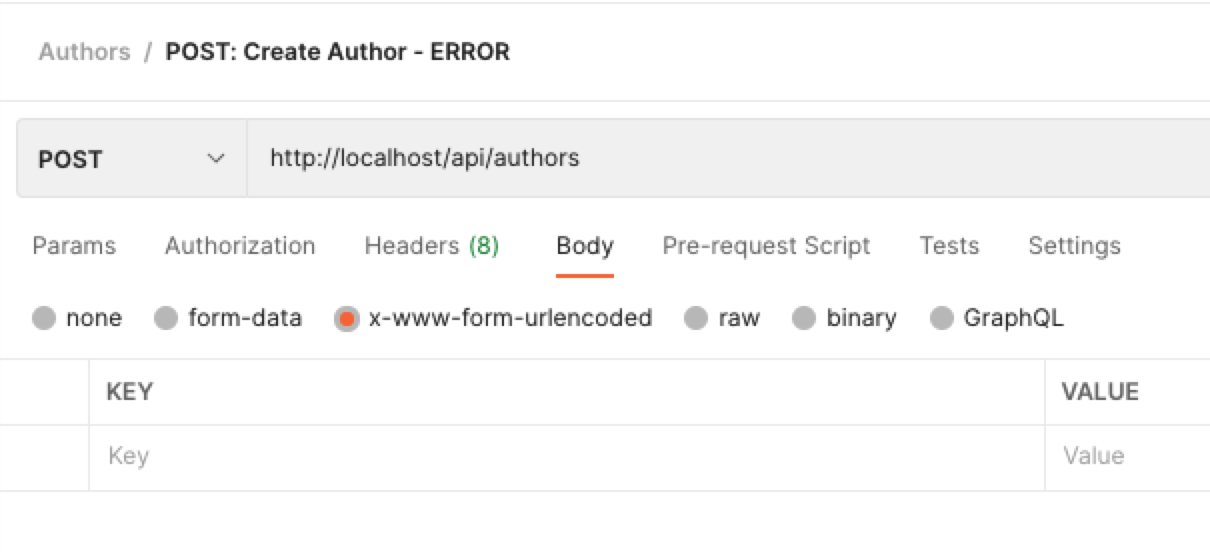 Authors / POST: Create Author - ERROR
POST http://localhost/api/authors
Params Authorization Headers (8) Body Pre-request Script Tests Settings
none form-data x-www-form-urlencoded raw binary GraphQL
KEY VALUE
Key Value